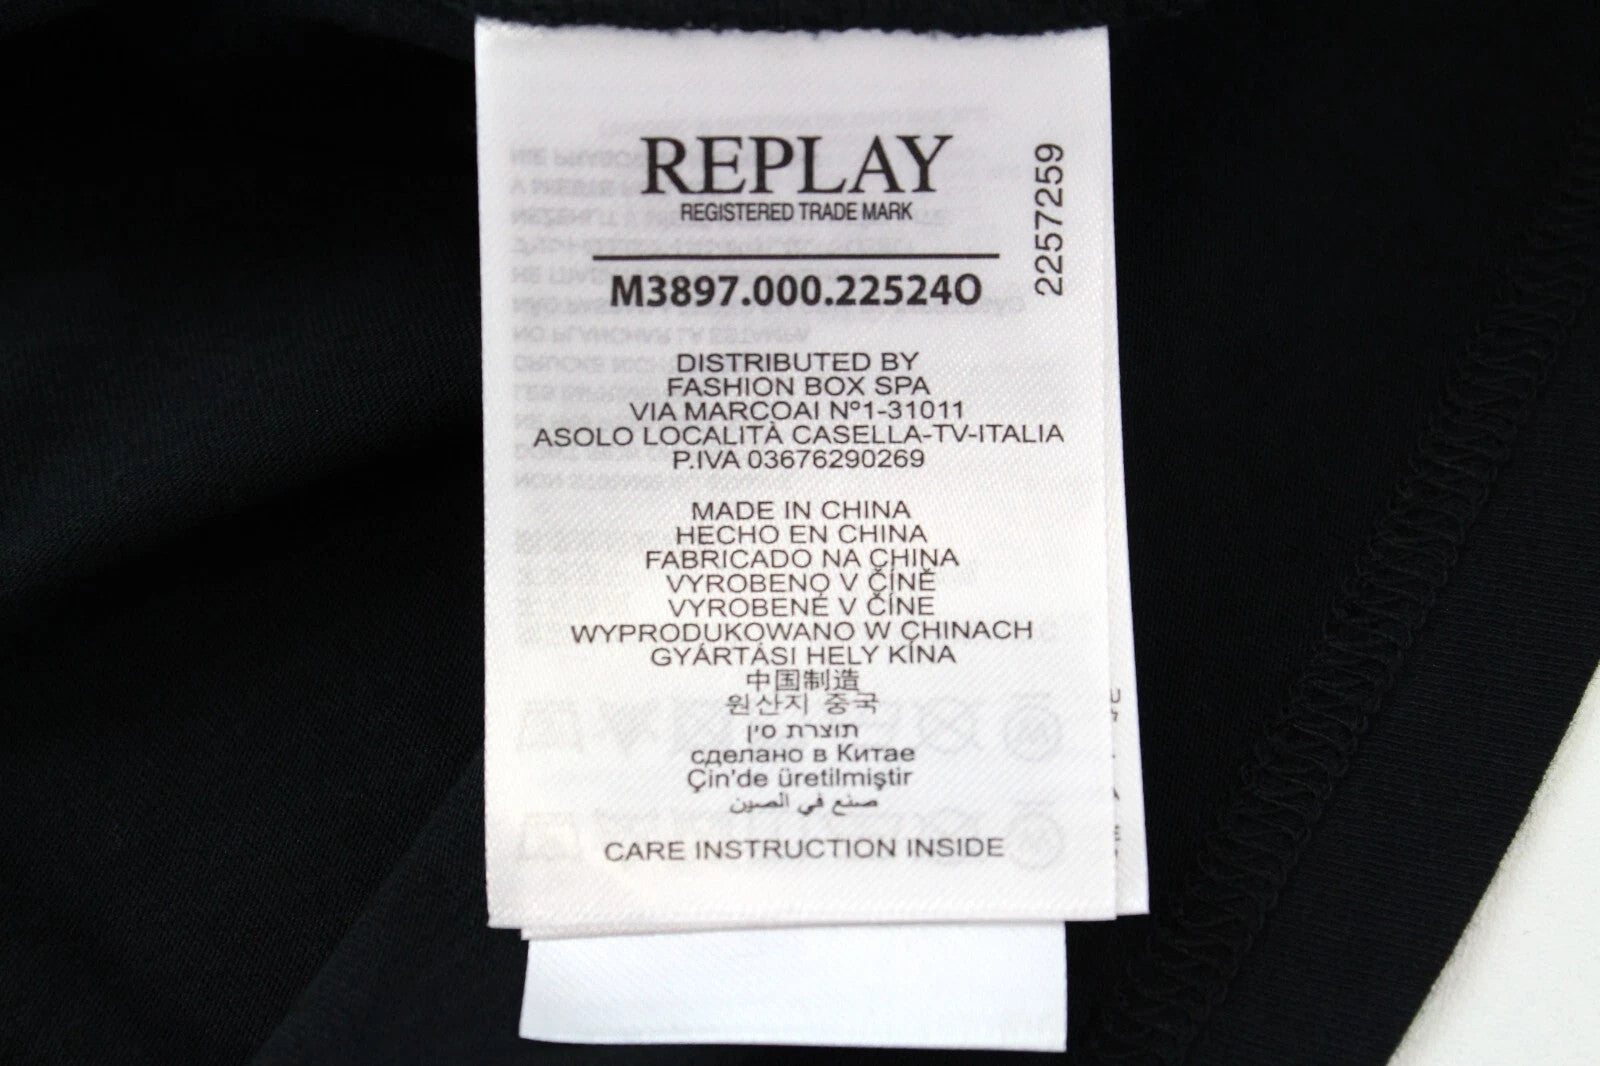 REPLAY
REGISTERED TRADE MARK
2257259
M3897.000.22524O
DISTRIBUTED BY
FASHION BOX SPA
VIA MARCOAI Nº1-31011
ASOLO LOCALITÀ CASELLA-TV-ITALIA
P.IVA 03676290269
MADE IN CHINA
HECHO EN CHINA
FABRICADO NA CHINA
VYROBENO V ČÍNĚ
VYROBENÉ V ČÍNE
WYPRODUKOWANO W CHINACH
GYÁRTÁSI HELY KÍNA
中国制造
원산지 중국
תוצרת סין
сделано в Китае
Çin'de üretilmiştir
صنع في الصين
CARE INSTRUCTION INSIDE